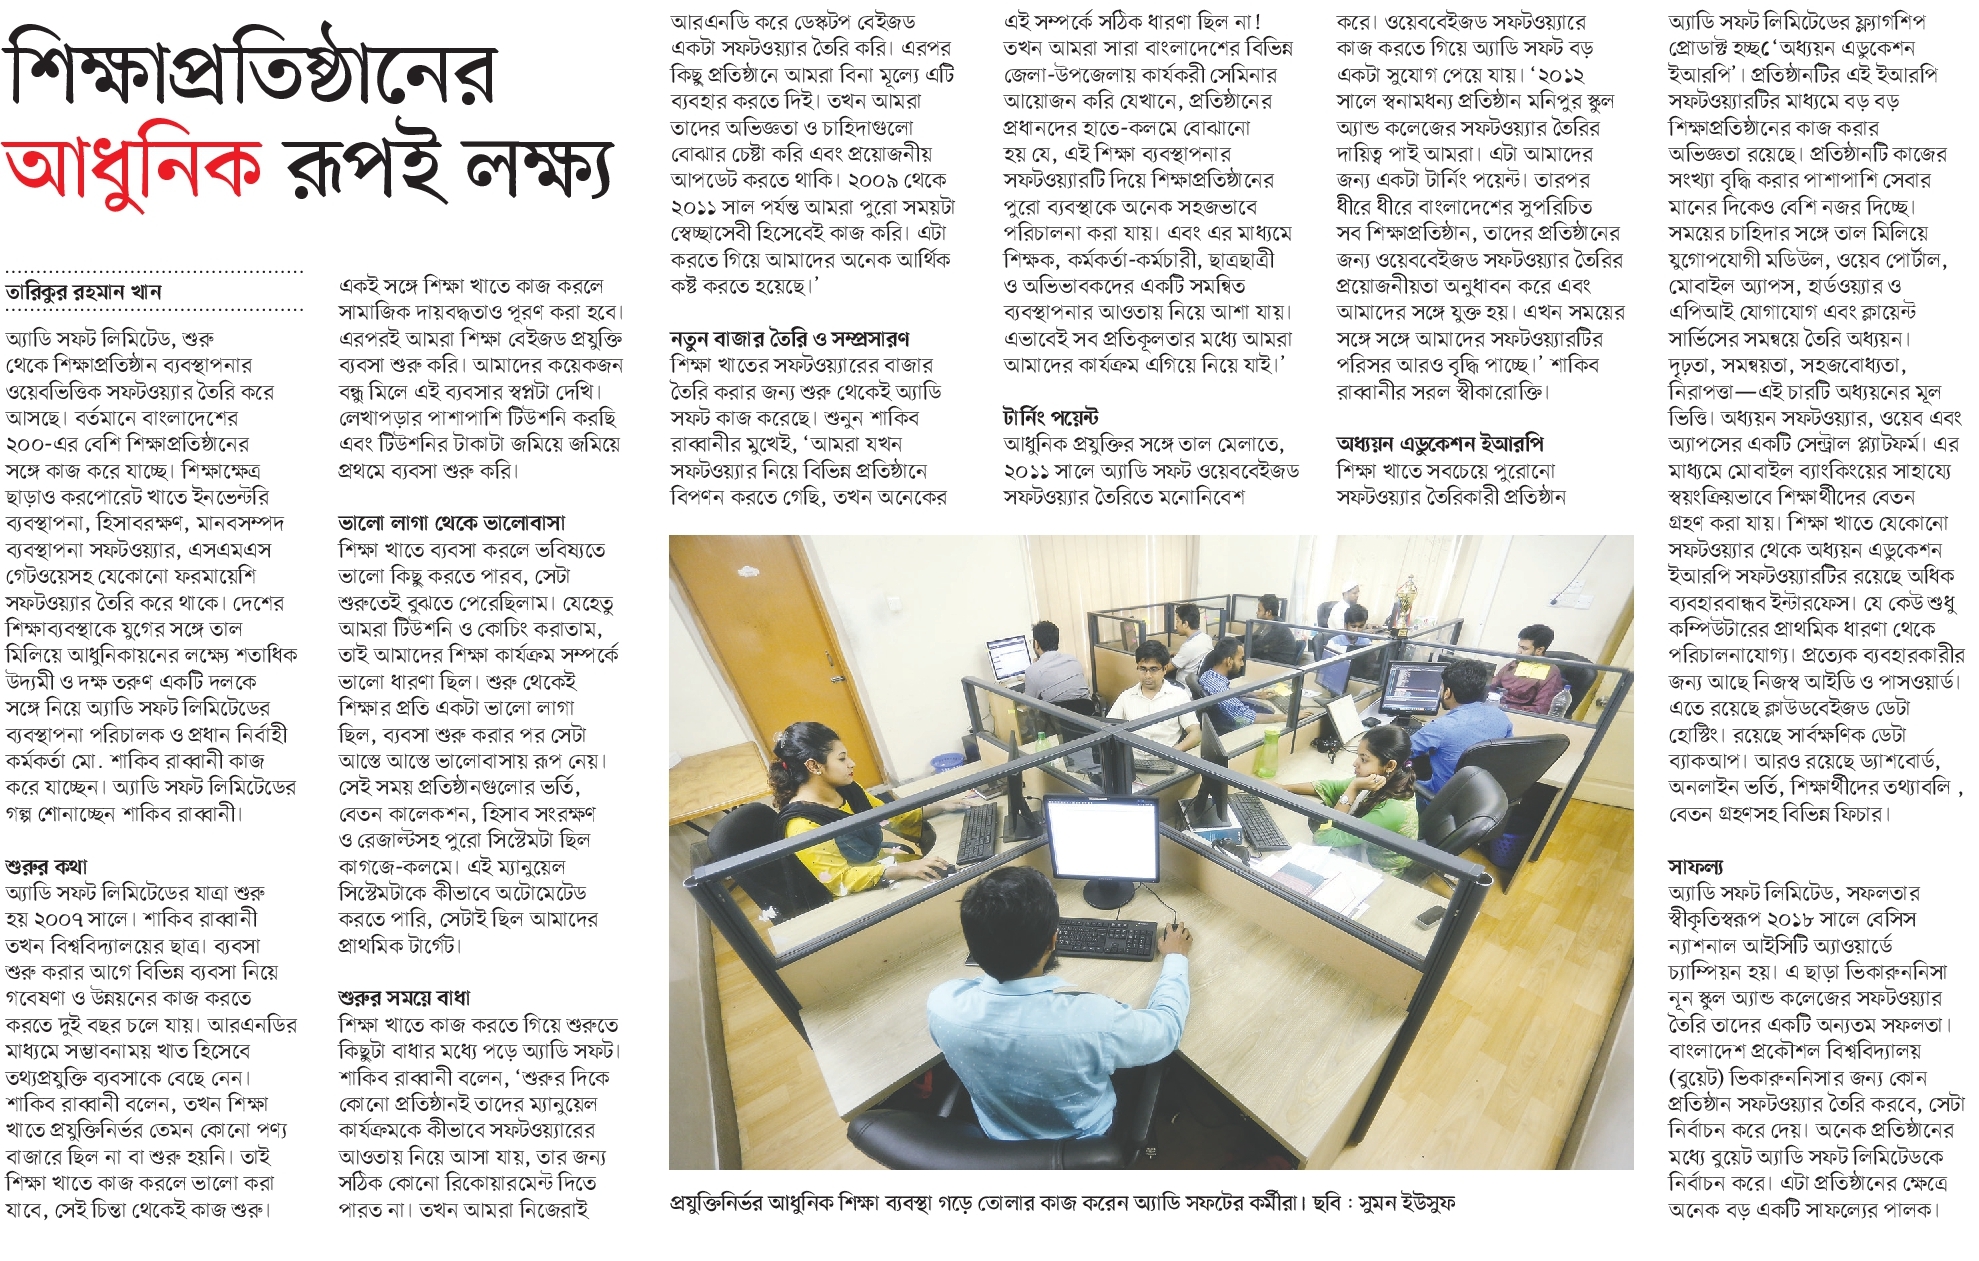 শিক্ষাপ্রতিষ্ঠানের
আধুনিক রূপই লক্ষ্য
তারিকুর রহমান খান
অ্যাডি সফট লিমিটেড, শুরু
থেকে শিক্ষাপ্রতিষ্ঠান ব্যবস্থাপনার
ওয়েবভিত্তিক সফটওয়্যার তৈরি করে
আসছে। বর্তমানে বাংলাদেশের
২০০-এর বেশি শিক্ষাপ্রতিষ্ঠানের
সঙ্গে কাজ করে যাচ্ছে। শিক্ষাক্ষেত্র
ছাড়াও করপোরেট খাতে ইনভেন্টরি
ব্যবস্থাপনা, হিসাবরক্ষণ, মানবসম্পদ
ব্যবস্থাপনা সফটওয়্যার, এসএমএস
গেটওয়েসহ যেকোনো ফরমায়েশি
সফটওয়্যার তৈরি করে থাকে। দেশের
শিক্ষাব্যবস্থাকে যুগের সঙ্গে তাল
মিলিয়ে আধুনিকায়নের লক্ষ্যে শতাধিক
উদ্যমী ও দক্ষ তরুণ একটি দলকে
সঙ্গে নিয়ে অ্যাডি সফট লিমিটেডের
ব্যবস্থাপনা পরিচালক ও প্রধান নির্বাহী
কর্মকর্তা মো. শাকিব রাব্বানী কাজ
করে যাচ্ছেন। অ্যাডি সফট লিমিটেডের
গল্প শোনাচ্ছেন শাকিব রাব্বানী।
শুরুর কথা
অ্যাডি সফট লিমিটেডের যাত্রা শুরু
হয় ২০০৭ সালে। শাকিব রাব্বানী
তখন বিশ্ববিদ্যালয়ের ছাত্র। ব্যবসা
শুরু করার আগে বিভিন্ন ব্যবসা নিয়ে
গবেষণা ও উন্নয়নের কাজ করতে
করতে দুই বছর চলে যায়। আরএনডির
মাধ্যমে সম্ভাবনাময় খাত হিসেবে
তথ্যপ্রযুক্তি ব্যবসাকে বেছে নেন।
শাকিব রাব্বানী বলেন, তখন শিক্ষা
খাতে প্রযুক্তিনির্ভর তেমন কোনো পণ্য
বাজারে ছিল না বা শুরু হয়নি। তাই
শিক্ষা খাতে কাজ করলে ভালো করা
যাবে, সেই চিন্তা থেকেই কাজ শুরু।
একই সঙ্গে শিক্ষা খাতে কাজ করলে
সামাজিক দায়বদ্ধতাও পূরণ করা হবে।
এরপরই আমরা শিক্ষা বেইজড প্রযুক্তি
ব্যবসা শুরু করি। আমাদের কয়েকজন
বন্ধু মিলে এই ব্যবসার স্বপ্নটা দেখি।
লেখাপড়ার পাশাপাশি টিউশনি করছি
এবং টিউশনির টাকাটা জমিয়ে জমিয়ে
প্রথমে ব্যবসা শুরু করি।
ভালো লাগা থেকে ভালোবাসা
শিক্ষা খাতে ব্যবসা করলে ভবিষ্যতে
ভালো কিছু করতে পারব, সেটা
শুরুতেই বুঝতে পেরেছিলাম। যেহেতু
আমরা টিউশনি ও কোচিং করাতাম,
তাই আমাদের শিক্ষা কার্যক্রম সম্পর্কে
ভালো ধারণা ছিল। শুরু থেকেই
শিক্ষার প্রতি একটা ভালো লাগা
ছিল, ব্যবসা শুরু করার পর সেটা
আস্তে আস্তে ভালোবাসায় রূপ নেয়।
সেই সময় প্রতিষ্ঠানগুলোর ভর্তি,
বেতন কালেকশন, হিসাব সংরক্ষণ
ও রেজাল্টসহ পুরো সিস্টেমটা ছিল
কাগজে-কলমে। এই ম্যানুয়েল
সিস্টেমটাকে কীভাবে অটোমেটেড
করতে পারি, সেটাই ছিল আমাদের
প্রাথমিক টার্গেট।
শুরুর সময়ে বাধা
শিক্ষা খাতে কাজ করতে গিয়ে শুরুতে
কিছুটা বাধার মধ্যে পড়ে অ্যাডি সফট।
শাকিব রাব্বানী বলেন, ‘শুরুর দিকে
কোনো প্রতিষ্ঠানই তাদের ম্যানুয়েল
কার্যক্রমকে কীভাবে সফটওয়্যারের
আওতায় নিয়ে আসা যায়, তার জন্য
সঠিক কোনো রিকোয়ারমেন্ট দিতে
পারত না। তখন আমরা নিজেরাই
আরএনডি করে ডেস্কটপ বেইজড
একটা সফটওয়্যার তৈরি করি। এরপর
কিছু প্রতিষ্ঠানে আমরা বিনা মূল্যে এটি
ব্যবহার করতে দিই। তখন আমরা
তাদের অভিজ্ঞতা ও চাহিদাগুলো
বোঝার চেষ্টা করি এবং প্রয়োজনীয়
আপডেট করতে থাকি। ২০০৯ থেকে
২০১১ সাল পর্যন্ত আমরা পুরো সময়টা
স্বেচ্ছাসেবী হিসেবেই কাজ করি। এটা
করতে গিয়ে আমাদের অনেক আর্থিক
কষ্ট করতে হয়েছে।’
নতুন বাজার তৈরি ও সম্প্রসারণ
শিক্ষা খাতের সফটওয়্যারের বাজার
তৈরি করার জন্য শুরু থেকেই অ্যাডি
সফট কাজ করেছে। শুনুন শাকিব
রাব্বানীর মুখেই, ‘আমরা যখন
সফটওয়্যার নিয়ে বিভিন্ন প্রতিষ্ঠানে
বিপণন করতে গেছি, তখন অনেকের
এই সম্পর্কে সঠিক ধারণা ছিল না!
তখন আমরা সারা বাংলাদেশের বিভিন্ন
জেলা-উপজেলায় কার্যকরী সেমিনার
আয়োজন করি যেখানে, প্রতিষ্ঠানের
প্রধানদের হাতে-কলমে বোঝানো
হয় যে, এই শিক্ষা ব্যবস্থাপনার
সফটওয়্যারটি দিয়ে শিক্ষাপ্রতিষ্ঠানের
পুরো ব্যবস্থাকে অনেক সহজভাবে
পরিচালনা করা যায়। এবং এর মাধ্যমে
শিক্ষক, কর্মকর্তা-কর্মচারী, ছাত্রছাত্রী
ও অভিভাবকদের একটি সমন্বিত
ব্যবস্থাপনার আওতায় নিয়ে আশা যায়।
এভাবেই সব প্রতিকূলতার মধ্যে আমরা
আমাদের কার্যক্রম এগিয়ে নিয়ে যাই।’
টার্নিং পয়েন্ট
আধুনিক প্রযুক্তির সঙ্গে তাল মেলাতে,
২০১১ সালে অ্যাডি সফট ওয়েববেইজড
সফটওয়্যার তৈরিতে মনোনিবেশ
করে। ওয়েববেইজড সফটওয়্যারে
কাজ করতে গিয়ে অ্যাডি সফট বড়
একটা সুযোগ পেয়ে যায়। ‘২০১২
সালে স্বনামধন্য প্রতিষ্ঠান মনিপুর স্কুল
অ্যান্ড কলেজের সফটওয়্যার তৈরির
দায়িত্ব পাই আমরা। এটা আমাদের
জন্য একটা টার্নিং পয়েন্ট। তারপর
ধীরে ধীরে বাংলাদেশের সুপরিচিত
সব শিক্ষাপ্রতিষ্ঠান, তাদের প্রতিষ্ঠানের
জন্য ওয়েববেইজড সফটওয়্যার তৈরির
প্রয়োজনীয়তা অনুধাবন করে এবং
আমাদের সঙ্গে যুক্ত হয়। এখন সময়ের
সঙ্গে সঙ্গে আমাদের সফটওয়্যারটির
পরিসর আরও বৃদ্ধি পাচ্ছে।’ শাকিব
রাব্বানীর সরল স্বীকারোক্তি।
অধ্যয়ন এডুকেশন ইআরপি
শিক্ষা খাতে সবচেয়ে পুরোনো
সফটওয়্যার তৈরিকারী প্রতিষ্ঠান
অ্যাডি সফট লিমিটেডের ফ্ল্যাগশিপ
প্রোডাক্ট হচ্ছে ‘অধ্যয়ন এডুকেশন
ইআরপি’। প্রতিষ্ঠানটির এই ইআরপি
সফটওয়্যারটির মাধ্যমে বড় বড়
শিক্ষাপ্রতিষ্ঠানের কাজ করার
অভিজ্ঞতা রয়েছে। প্রতিষ্ঠানটি কাজের
সংখ্যা বৃদ্ধি করার পাশাপাশি সেবার
মানের দিকেও বেশি নজর দিচ্ছে।
সময়ের চাহিদার সঙ্গে তাল মিলিয়ে
যুগোপযোগী মডিউল, ওয়েব পোর্টাল,
মোবাইল অ্যাপস, হার্ডওয়্যার ও
এপিআই যোগাযোগ এবং ক্লায়েন্ট
সার্ভিসের সমন্বয়ে তৈরি অধ্যয়ন।
দৃঢ়তা, সমন্বয়তা, সহজবোধ্যতা,
নিরাপত্তা—এই চারটি অধ্যয়নের মূল
ভিত্তি। অধ্যয়ন সফটওয়্যার, ওয়েব এবং
অ্যাপসের একটি সেন্ট্রাল প্ল্যাটফর্ম। এর
মাধ্যমে মোবাইল ব্যাংকিংয়ের সাহায্যে
স্বয়ংক্রিয়ভাবে শিক্ষার্থীদের বেতন
গ্রহণ করা যায়। শিক্ষা খাতে যেকোনো
সফটওয়্যার থেকে অধ্যয়ন এডুকেশন
ইআরপি সফটওয়্যারটির রয়েছে অধিক
ব্যবহারবান্ধব ইন্টারফেস। যে কেউ শুধু
কম্পিউটারের প্রাথমিক ধারণা থেকে
পরিচালনাযোগ্য। প্রত্যেক ব্যবহারকারীর
জন্য আছে নিজস্ব আইডি ও পাসওয়ার্ড।
এতে রয়েছে ক্লাউডবেইজড ডেটা
হোস্টিং। রয়েছে সার্বক্ষণিক ডেটা
ব্যাকআপ। আরও রয়েছে ড্যাশবোর্ড,
অনলাইন ভর্তি, শিক্ষার্থীদের তথ্যাবলি ,
বেতন গ্রহণসহ বিভিন্ন ফিচার।
সাফল্য
অ্যাডি সফট লিমিটেড, সফলতার
স্বীকৃতিস্বরূপ ২০১৮ সালে বেসিস
ন্যাশনাল আইসিটি অ্যাওয়ার্ডে
চ্যাম্পিয়ন হয়। এ ছাড়া ভিকারুননিসা
নূন স্কুল অ্যান্ড কলেজের সফটওয়্যার
তৈরি তাদের একটি অন্যতম সফলতা।
বাংলাদেশ প্রকৌশল বিশ্ববিদ্যালয়
(বুয়েট) ভিকারুননিসার জন্য কোন
প্রতিষ্ঠান সফটওয়্যার তৈরি করবে, সেটা
নির্বাচন করে দেয়। অনেক প্রতিষ্ঠানের
মধ্যে বুয়েট অ্যাডি সফট লিমিটেডকে
নির্বাচন করে। এটা প্রতিষ্ঠানের ক্ষেত্রে
অনেক বড় একটি সাফল্যের পালক।
প্রযুক্তিনির্ভর আধুনিক শিক্ষা ব্যবস্থা গড়ে তোলার কাজ করেন অ্যাডি সফটের কর্মীরা। ছবি : সুমন ইউসুফ